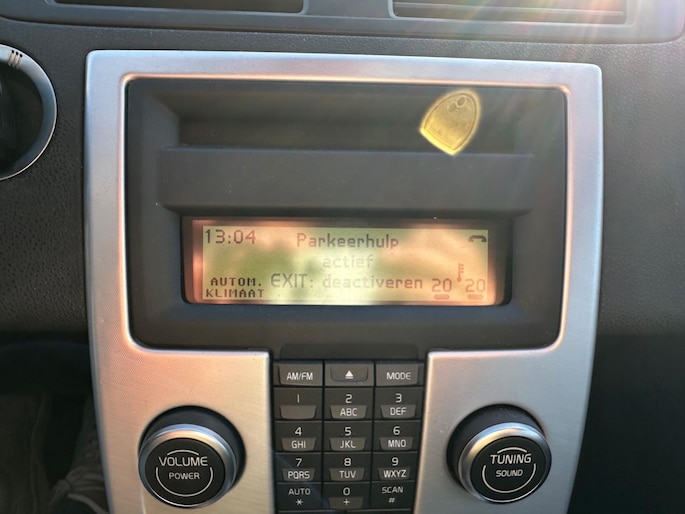 13:04 Parkeerhulp
actief
AUTOM. EXIT: deactiveren 20 20
KLIMAAT
AM/FM MODE
1 2 ABC 3 DEF
4 GHI 5 JKL 6 MNO
7 PQRS 8 TUV 9 WXYZ
AUTO * 0 + SCAN #
VOLUME
POWER
TUNING
SOUND